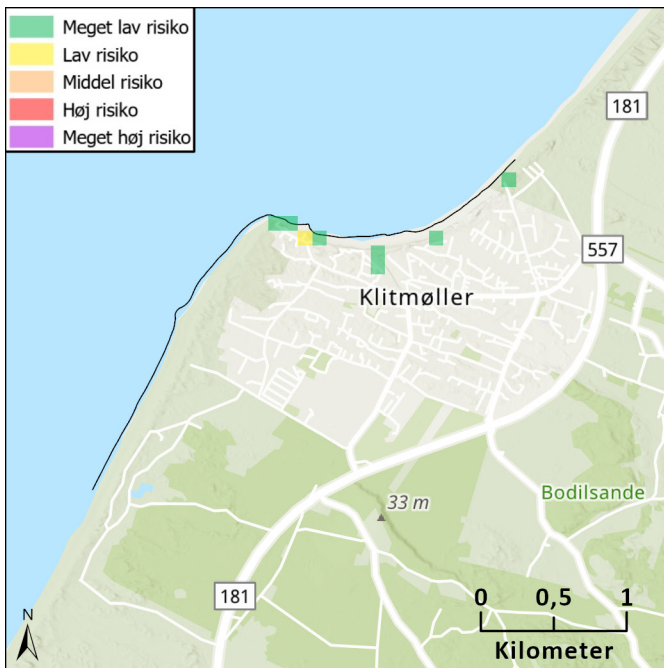 Meget lav risiko
Lav risiko
Middel risiko
Høj risiko
Meget høj risiko
181
557
Klitmøller
Bodilsande
33 m
181
N
0 0,5 1
Kilometer